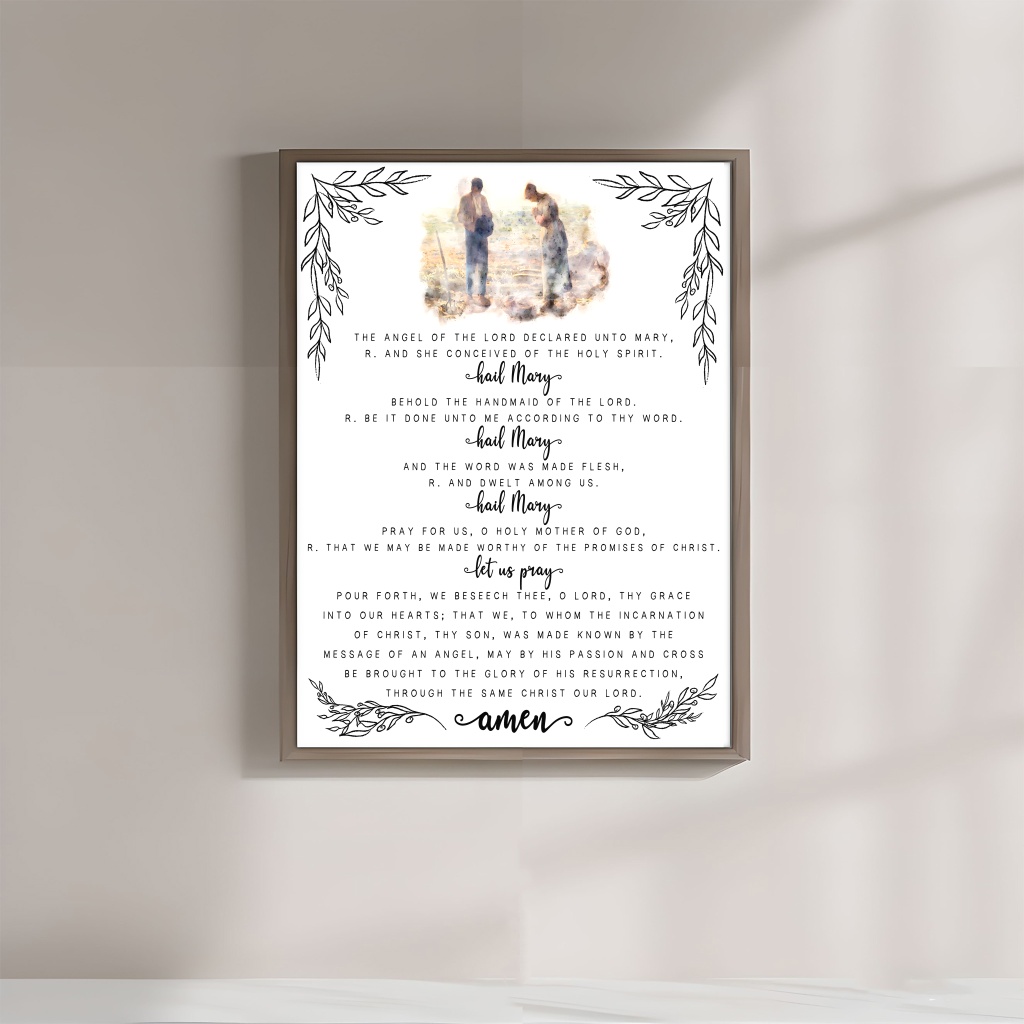 THE ANGEL OF THE LORD DECLARED UNTO MARY,
R. AND SHE CONCEIVED OF THE HOLY SPIRIT.
hail Mary
BEHOLD THE HANDMAID OF THE LORD.
R. BE IT DONE UNTO ME ACCORDING TO THY WORD.
hail Mary
AND THE WORD WAS MADE FLESH,
R. AND DWELT AMONG US.
hail Mary
PRAY FOR US, O HOLY MOTHER OF GOD,
R. THAT WE MAY BE MADE WORTHY OF THE PROMISES OF CHRIST.
let us pray
POUR FORTH, WE BESEECH THEE, O LORD, THY GRACE
INTO OUR HEARTS; THAT WE, TO WHOM THE INCARNATION
OF CHRIST, THY SON, WAS MADE KNOWN BY THE
MESSAGE OF AN ANGEL, MAY BY HIS PASSION AND CROSS
BE BROUGHT TO THE GLORY OF HIS RESURRECTION,
THROUGH THE SAME CHRIST OUR LORD.
amen